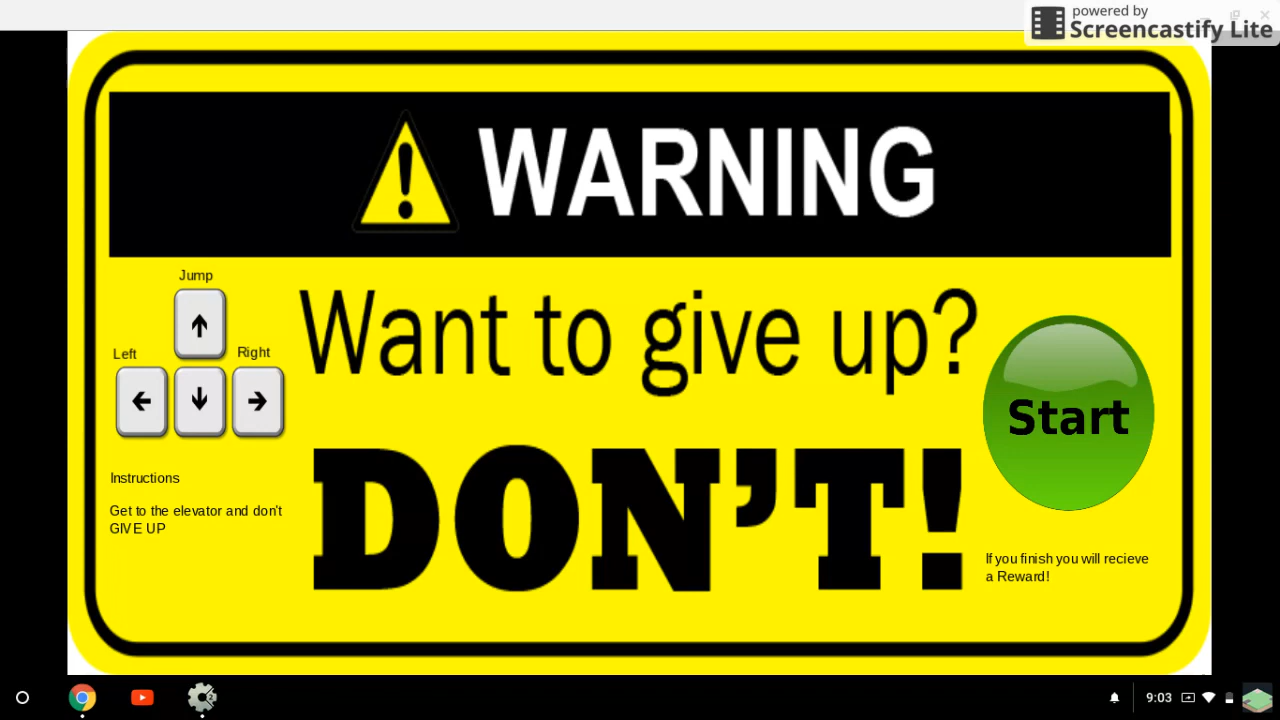 powered by
Screencastify Lite
WARNING
Jump
Left
Right
Want to give up?
Start
DON'T!
Instructions
Get to the elevator and don't
GIVE UP
If you finish you will recieve
a Reward!
9:03